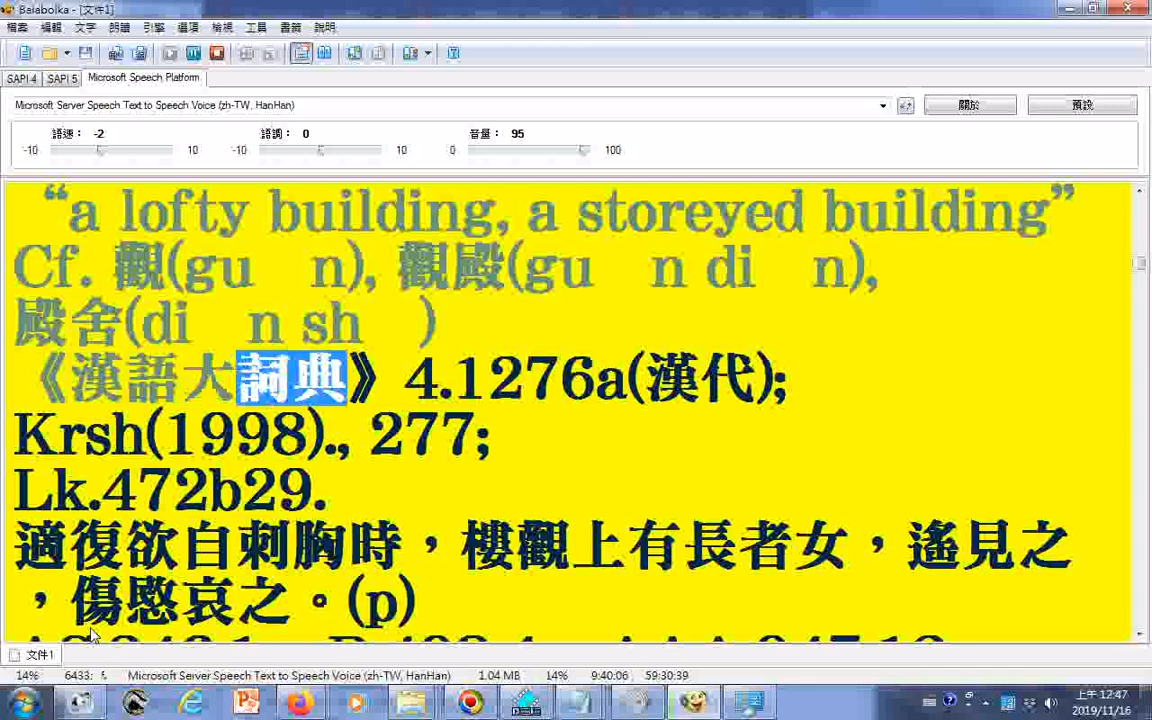 Balabolka - [文件1]
檔案 編輯 文字 朗讀 引擎 選項 檢視 工具 書籤 說明
SAPI 4 SAPI 5 Microsoft Speech Platform
Microsoft Server Speech Text to Speech Voice (zh-TW, HanHan) 關於 預設
語速： -2 語調： 0 音量： 95
-10 10 -10 10 0 100
“a lofty building, a storeyed building”
Cf. 觀(gu n), 觀殿(gu n di n),
殿舍(di n sh )
《漢語大詞典》 4.1276a(漢代);
Krsh(1998)., 277;
Lk.472b29.
適復欲自刺胸時，樓觀上有長者女，遙見之
，傷愍哀之。(p)
文件1
14% Microsoft Server Speech Text to Speech Voice (zh-TW, HanHan) 1.04 MB 14% 9:40:06 59:30:39
上午 12:47
2019/11/16